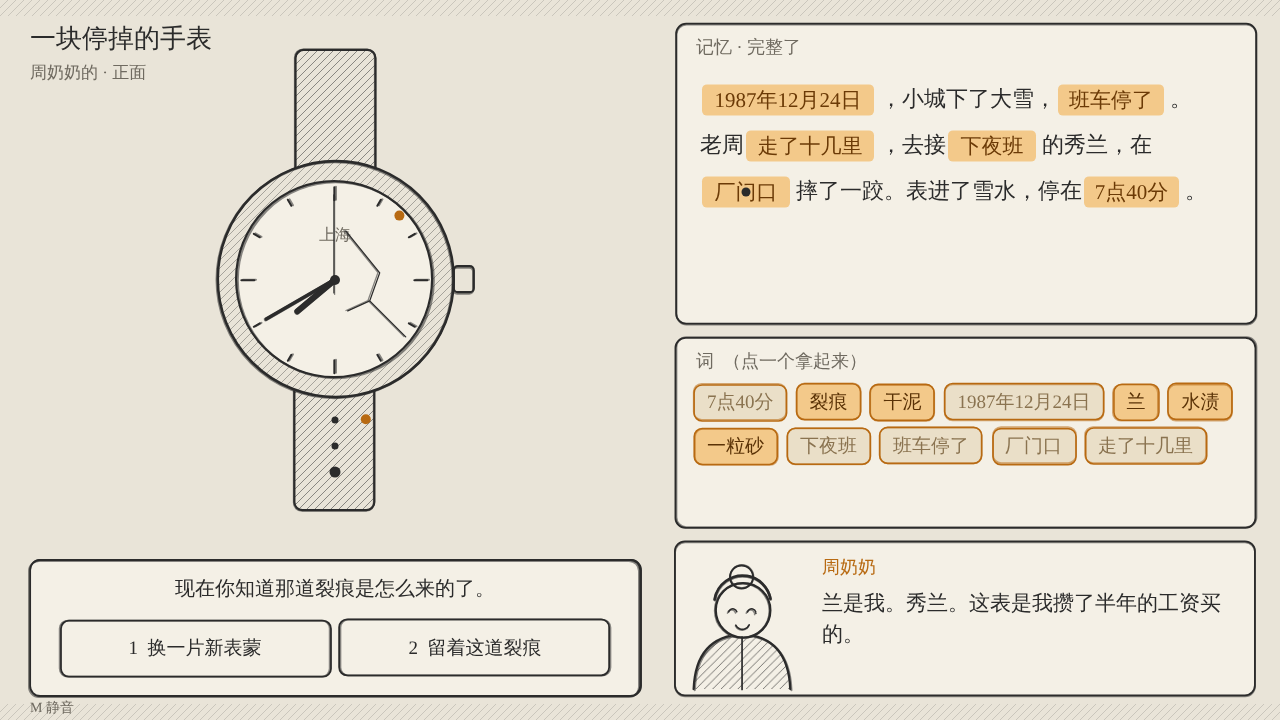 一块停掉的手表
周奶奶的 · 正面
上海
现在你知道那道裂痕是怎么来的了。
1 换一片新表蒙
2 留着这道裂痕
M 静音
记忆 · 完整了
1987年12月24日 ，小城下了大雪， 班车停了 。
老周 走了十几里 ，去接 下夜班 的秀兰，在
厂门口 摔了一跤。表进了雪水，停在 7点40分 。
词 （点一个拿起来）
7点40分 裂痕 干泥 1987年12月24日 兰 水渍
一粒砂 下夜班 班车停了 厂门口 走了十几里
周奶奶
兰是我。秀兰。这表是我攒了半年的工资买
的。